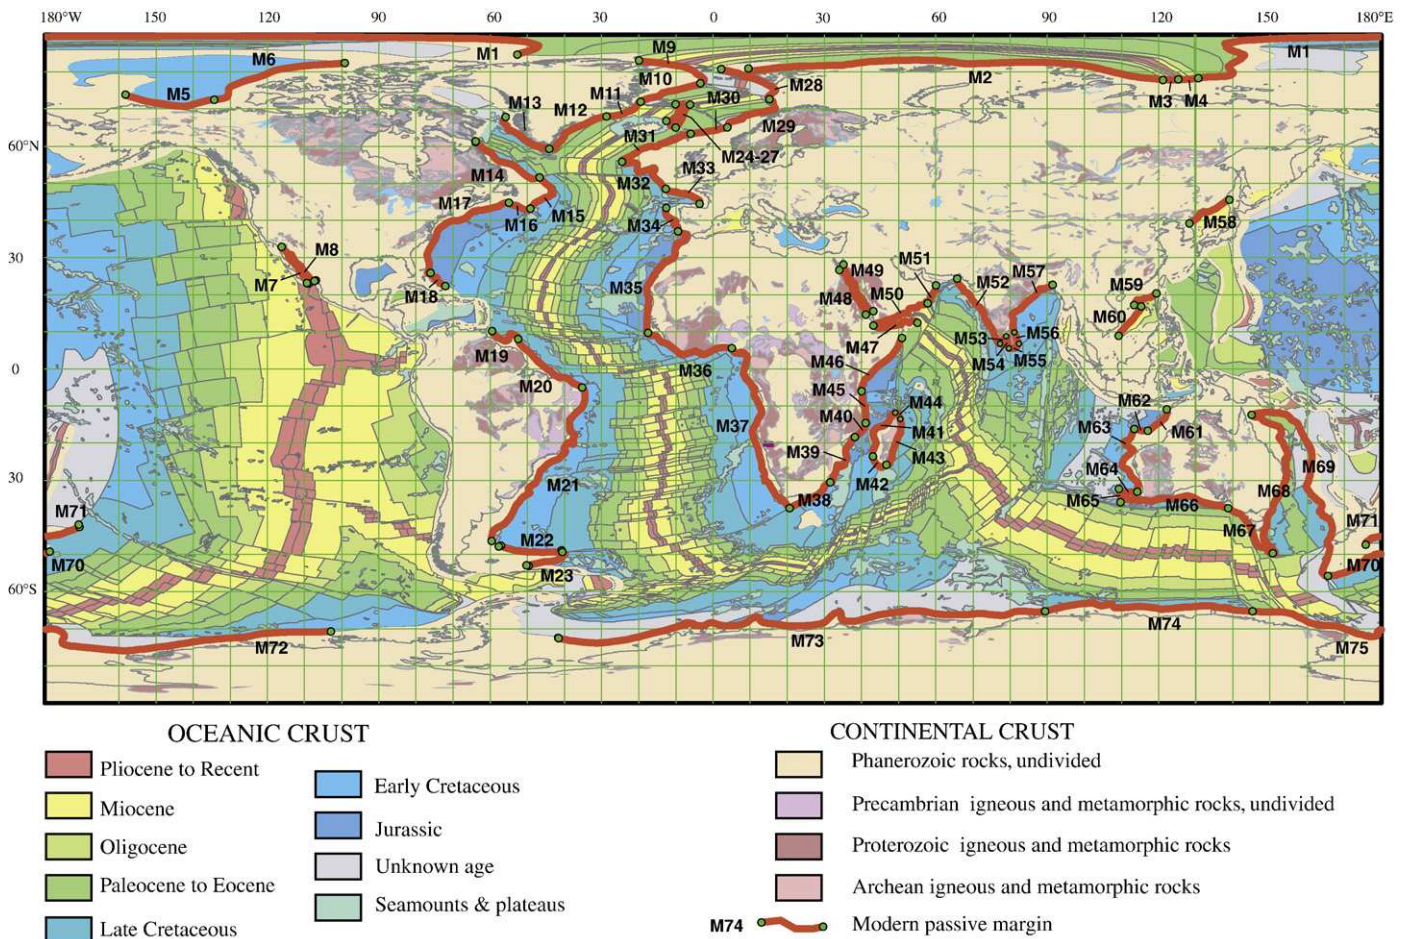 180°W 150 120 90 60 30 0 30 60 90 120 150 180°E
M1 M9 M1
M6
M10 M28 M2
M5 M11 M30 M3 M4
M13 M12
M31 M29
60°N
M24-27
M14 M32 M33
M17
M16 M15 M34 M58
30
M8 M51
M7 M49 M52 M57 M59
M18 M35 M48 M50
M60
M53 M56
M19 M47 M54 M55
M46
0
M20 M36
M45 M44 M62
M40 M63 M61
M37 M41
M39 M43 M64 M69
30
M21 M42 M68
M71 M38 M65 M66 M71
M67
M22
M70 M23 M70
60°S
M72 M73 M74 M75
OCEANIC CRUST
Pliocene to Recent
Miocene
Oligocene
Paleocene to Eocene
Late Cretaceous
Early Cretaceous
Jurassic
Unknown age
Seamounts & plateaus
CONTINENTAL CRUST
Phanerozoic rocks, undivided
Precambrian igneous and metamorphic rocks, undivided
Proterozoic igneous and metamorphic rocks
Archean igneous and metamorphic rocks
M74 Modern passive margin